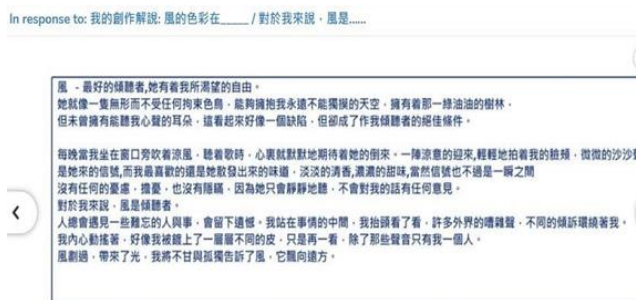 In response to: 我的創作解說: 風的色彩在_____ / 對於我來說，風是......
風 - 最好的傾聽者,她有着我所渴望的自由。
她就像一隻無形而不受任何拘束色鳥，能夠擁抱我永遠不能獨摸的天空，擁有着那一綠油油的樹林，
但未曾擁有能聽我心聲的耳朵，這看起來好像一個缺陷，但卻成了作我傾聽者的絕佳條件。
每晚當我坐在窗口旁吹着涼風，聽着歌時，心裏就默默地期待着她的倒來。一陣涼意的迎來,輕輕地拍着我的臉頰，微微的沙沙聲
是她來的信號,而我最喜歡的還是她散發出來的味道，淡淡的清香,濃濃的甜味,當然信號也不過是一瞬之間
沒有任何的憂慮，擔憂，也沒有隱瞞，因為她只會靜靜地聽，不會對我的話有任何意見。
對於我來說，風是傾聽者。
人總會遇見一些難忘的人與事，會留下遺憾。我站在事情的中間，我抬頭看了看，許多外界的嘈雜聲，不同的傾訴環繞著我。
我內心動搖著，好像我被鍍上了一層層不同的皮，只是再一看，除了那些聲音只有我一個人。
風劃過，帶來了光，我將不甘與孤獨告訴了風，它飄向遠方。